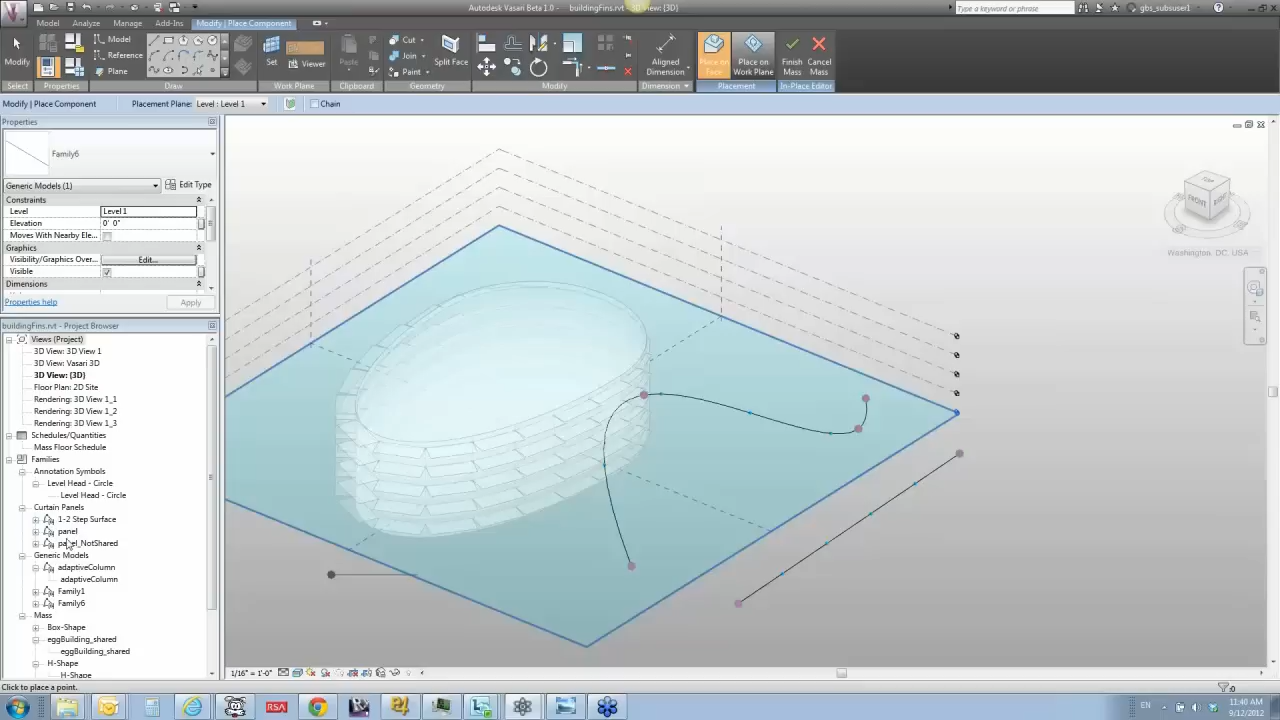 Autodesk Vasari Beta 1.0 - buildingFins.rvt - 3D View: {3D}
Type a keyword or phrase
gbs_subsuser1
Model
Analyze
Manage
Add-Ins
Modify | Place Component
Modify
Model
Reference
Plane
Set
Viewer
Paste
Cut
Join
Paint
Split Face
Aligned
Dimension
Place on
Face
Place on
Work Plane
Finish
Mass
Cancel
Mass
Select
Properties
Draw
Work Plane
Clipboard
Geometry
Modify
Dimension
Placement
In-Place Editor
Modify | Place Component
Placement Plane:
Level : Level 1
Chain
Properties
Family6
Generic Models (1)
Edit Type
Constraints
Level
Level 1
Elevation
0' 0"
Moves With Nearby Ele...
Graphics
Visibility/Graphics Over...
Edit...
Visible
Dimensions
Properties help
Apply
buildingFins.rvt - Project Browser
Views (Project)
3D View: 3D View 1
3D View: Vasari 3D
3D View: {3D}
Floor Plan: 2D Site
Rendering: 3D View 1_1
Rendering: 3D View 1_2
Rendering: 3D View 1_3
Schedules/Quantities
Mass Floor Schedule
Families
Annotation Symbols
Level Head - Circle
Level Head - Circle
Curtain Panels
1-2 Step Surface
panel
panel_NotShared
Generic Models
adaptiveColumn
adaptiveColumn
Family1
Family6
Mass
Box-Shape
eggBuilding_shared
eggBuilding_shared
H-Shape
H-Shape
TOP
FRONT
RIGHT
Washington, DC, USA
1/16" = 1'-0"
Click to place a point.
:0
RSA
EN
11:40 AM
9/12/2012